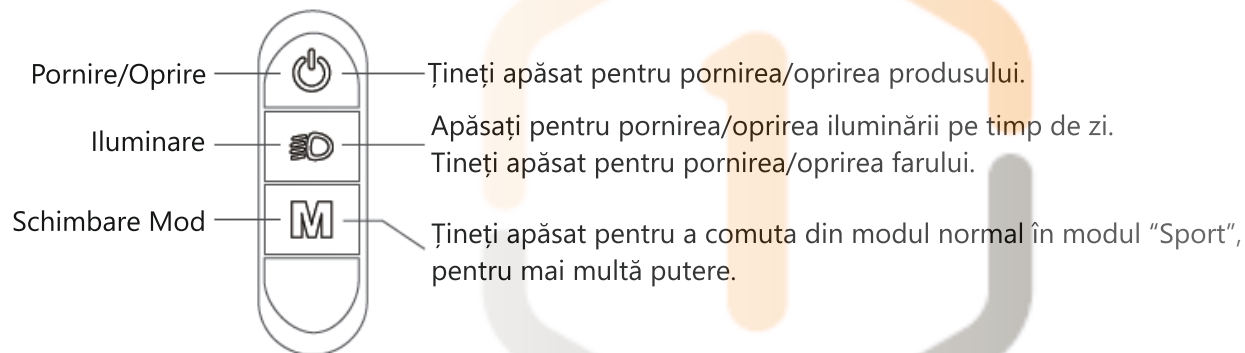 Pornire/Oprire
Țineți apăsat pentru pornirea/oprirea produsului.
Iluminare
Apăsați pentru pornirea/oprirea iluminării pe timp de zi.
Tineți apăsat pentru pornirea/oprirea farului.
Schimbare Mod
M
Țineți apăsat pentru a comuta din modul normal în modul “Sport”,
pentru mai multă putere.